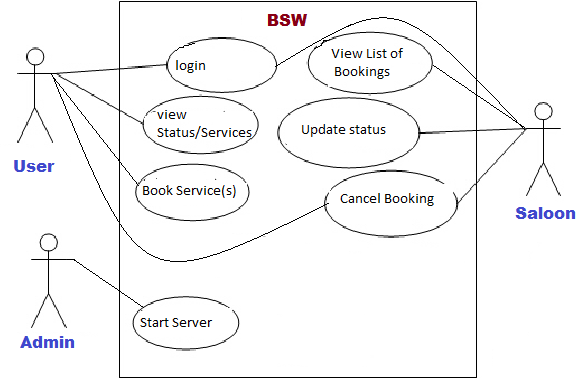 BSW
login
View List of
Bookings
view
Status/Services
Update status
User
Book Service(s)
Cancel Booking
Saloon
Start Server
Admin